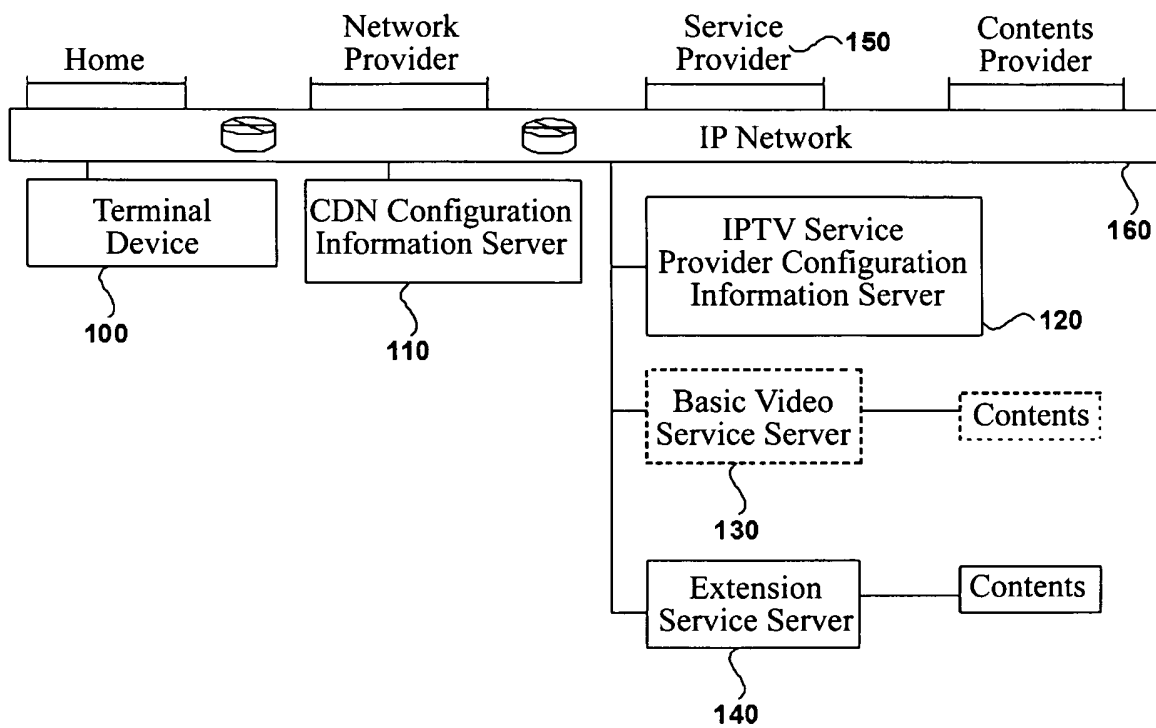 Home
Network
Provider
Service
Provider
150
Contents
Provider
IP Network
160
Terminal
Device
100
CDN Configuration
Information Server
110
IPTV Service
Provider Configuration
Information Server
120
Basic Video
Service Server
130
Contents
Extension
Service Server
140
Contents